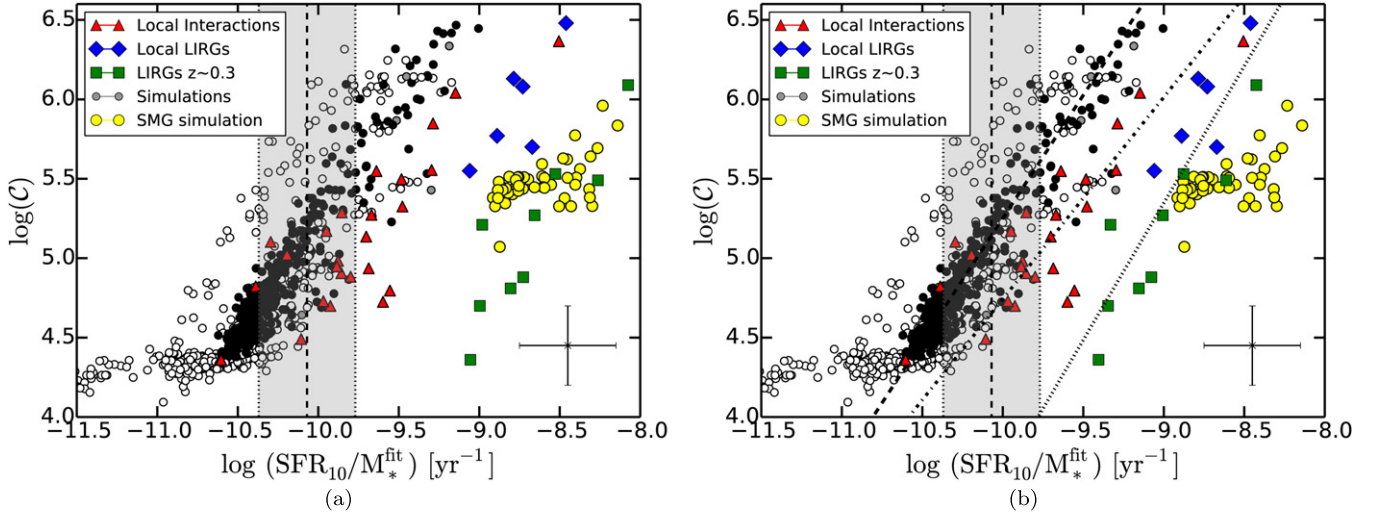 6.5
6.0
5.5
5.0
4.5
4.0
log(C)
Local Interactions
Local LIRGs
LIRGs z~0.3
Simulations
SMG simulation
−11.5 −11.0 −10.5 −10.0 −9.5 −9.0 −8.5 −8.0
log (SFR₁₀/M*^fit) [yr⁻¹]
(a)
6.5
6.0
5.5
5.0
4.5
4.0
log(C)
Local Interactions
Local LIRGs
LIRGs z~0.3
Simulations
SMG simulation
−11.5 −11.0 −10.5 −10.0 −9.5 −9.0 −8.5 −8.0
log (SFR₁₀/M*^fit) [yr⁻¹]
(b)